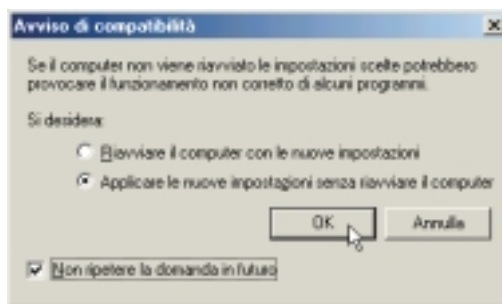 Avviso di compatibilità
Se il computer non viene riavviato le impostazioni scelte potrebbero
provocare il funzionamento non corretto di alcuni programmi.
Si desidera:
Riavviare il computer con le nuove impostazioni
Applicare le nuove impostazioni senza riavviare il computer
OK
Annulla
Non ripetere la domanda in futuro